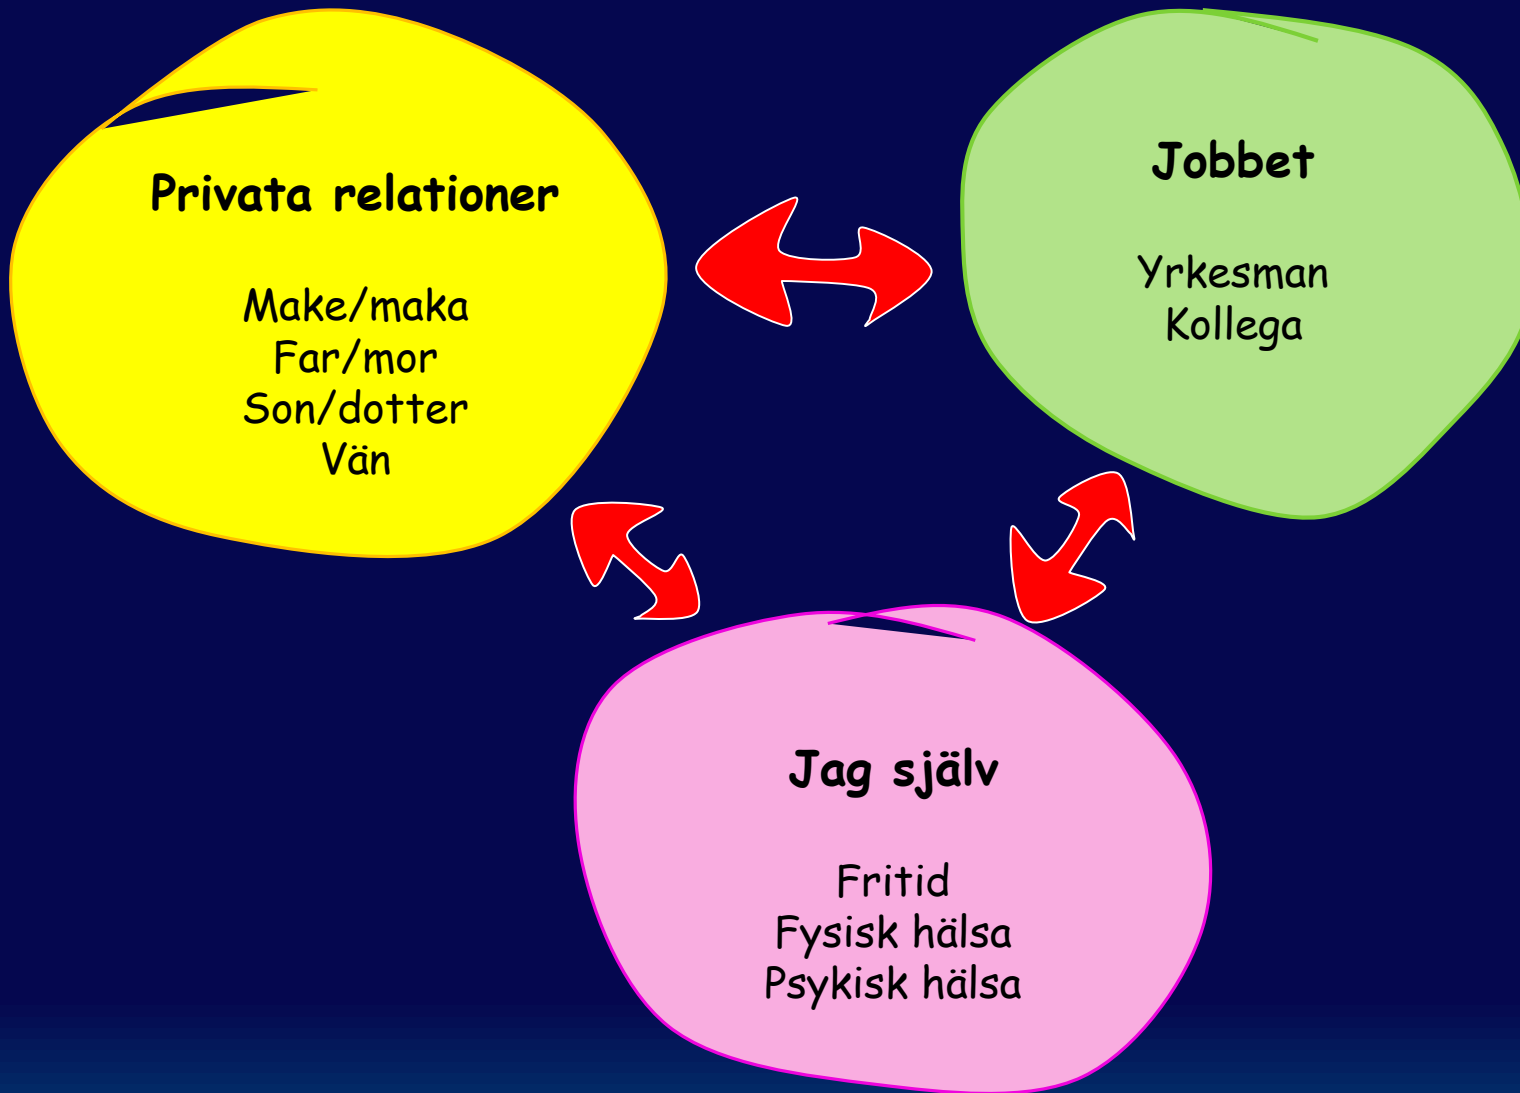 Privata relationer
Make/maka
Far/mor
Son/dotter
Vän
Jobbet
Yrkesman
Kollega
Jag själv
Fritid
Fysisk hälsa
Psykisk hälsa